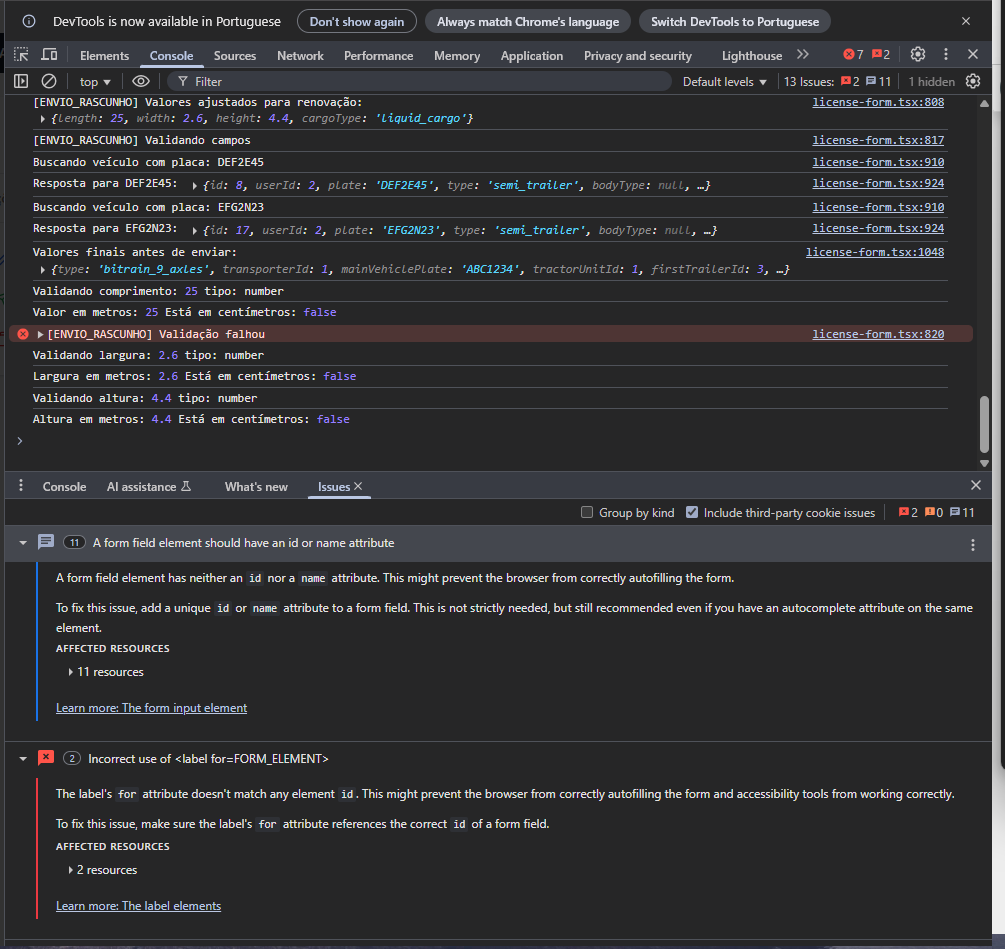 DevTools is now available in Portuguese Don't show again Always match Chrome's language Switch DevTools to Portuguese
Elements Console Sources Network Performance Memory Application Privacy and security Lighthouse 7 2
top Filter Default levels 13 Issues: 2 11 1 hidden
[ENVIO_RASCUNHO] Valores ajustados para renovação: license-form.tsx:808
{length: 25, width: 2.6, height: 4.4, cargoType: 'liquid_cargo'}
[ENVIO_RASCUNHO] Validando campos license-form.tsx:817
Buscando veículo com placa: DEF2E45 license-form.tsx:910
Resposta para DEF2E45: {id: 8, userId: 2, plate: 'DEF2E45', type: 'semi_trailer', bodyType: null, …} license-form.tsx:924
Buscando veículo com placa: EFG2N23 license-form.tsx:910
Resposta para EFG2N23: {id: 17, userId: 2, plate: 'EFG2N23', type: 'semi_trailer', bodyType: null, …} license-form.tsx:924
Valores finais antes de enviar: license-form.tsx:1048
{type: 'bitrain_9_axles', transporterId: 1, mainVehiclePlate: 'ABC1234', tractorUnitId: 1, firstTrailerId: 3, …}
Validando comprimento: 25 tipo: number
Valor em metros: 25 Está em centímetros: false
[ENVIO_RASCUNHO] Validação falhou license-form.tsx:820
Validando largura: 2.6 tipo: number
Largura em metros: 2.6 Está em centímetros: false
Validando altura: 4.4 tipo: number
Altura em metros: 4.4 Está em centímetros: false
Console AI assistance What's new Issues
Group by kind Include third-party cookie issues 2 0 11
11 A form field element should have an id or name attribute
A form field element has neither an id nor a name attribute. This might prevent the browser from correctly autofilling the form.
To fix this issue, add a unique id or name attribute to a form field. This is not strictly needed, but still recommended even if you have an autocomplete attribute on the same
element.
AFFECTED RESOURCES
11 resources
Learn more: The form input element
2 Incorrect use of <label for=FORM_ELEMENT>
The label's for attribute doesn't match any element id. This might prevent the browser from correctly autofilling the form and accessibility tools from working correctly.
To fix this issue, make sure the label's for attribute references the correct id of a form field.
AFFECTED RESOURCES
2 resources
Learn more: The label elements